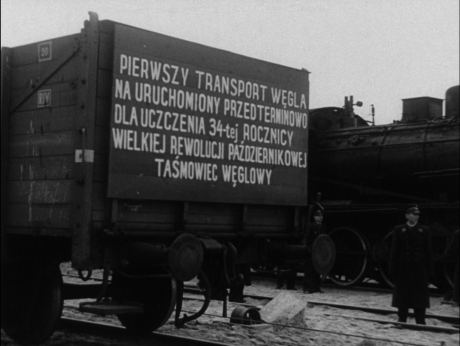 PIERWSZY TRANSPORT WĘGLA
NA URUCHOMIONY PRZEDTERMINOWO
DLA UCZCZENIA 34-tej ROCZNICY
WIELKIEJ REWOLUCJI PAŹDZIERNIKOWEJ
TAŚMOWIEC WĘGLOWY